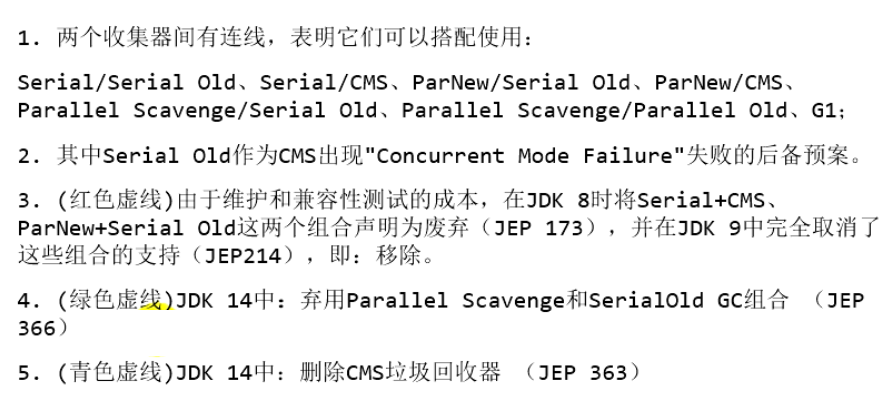 1. 两个收集器间有连线，表明它们可以搭配使用：
Serial/Serial Old、Serial/CMS、ParNew/Serial Old、ParNew/CMS、
Parallel Scavenge/Serial Old、Parallel Scavenge/Parallel Old、G1；
2. 其中Serial Old作为CMS出现"Concurrent Mode Failure"失败的后备预案。
3. (红色虚线)由于维护和兼容性测试的成本，在JDK 8时将Serial+CMS、
ParNew+Serial Old这两个组合声明为废弃（JEP 173），并在JDK 9中完全取消了
这些组合的支持（JEP214），即：移除。
4. (绿色虚线)JDK 14中：弃用Parallel Scavenge和SerialOld GC组合 （JEP
366）
5. (青色虚线)JDK 14中：删除CMS垃圾回收器 （JEP 363）